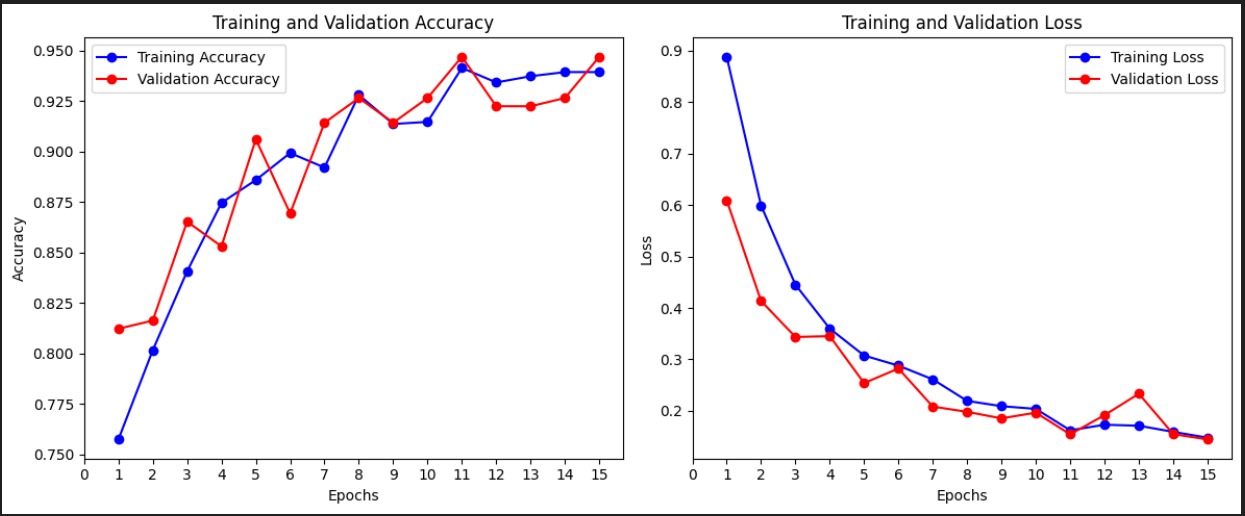 Training and Validation Accuracy
Training Accuracy
Validation Accuracy
0.950
0.925
0.900
0.875
0.850
0.825
0.800
0.775
0.750
Accuracy
0 1 2 3 4 5 6 7 8 9 10 11 12 13 14 15
Epochs
Training and Validation Loss
Training Loss
Validation Loss
0.9
0.8
0.7
0.6
0.5
0.4
0.3
0.2
Loss
0 1 2 3 4 5 6 7 8 9 10 11 12 13 14 15
Epochs